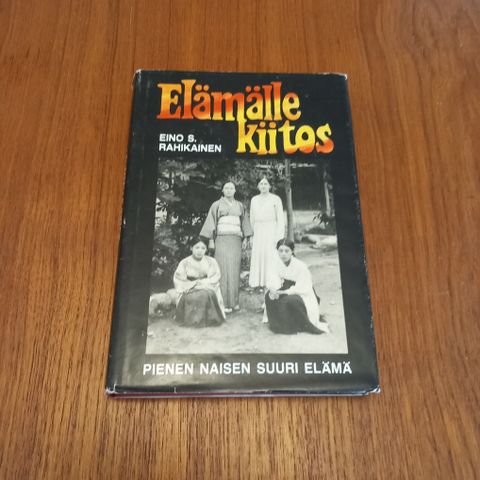 Elämälle
kiitos
EINO S.
RAHIKAINEN
PIENEN NAISEN SUURI ELÄMÄ